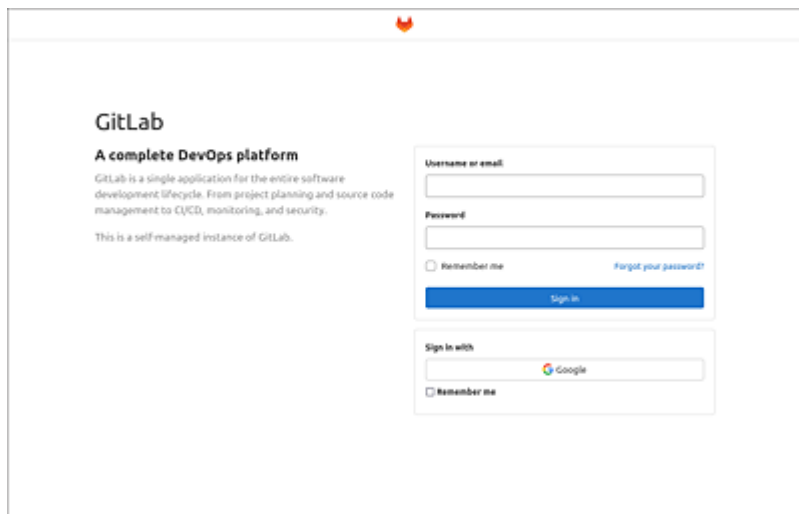 GitLab
A complete DevOps platform
GitLab is a single application for the entire software
development lifecycle. From project planning and source code
management to CI/CD, monitoring, and security.
This is a self-managed instance of GitLab.
Username or email
Password
Remember me
Forgot your password?
Sign in
Sign in with
Google
Remember me